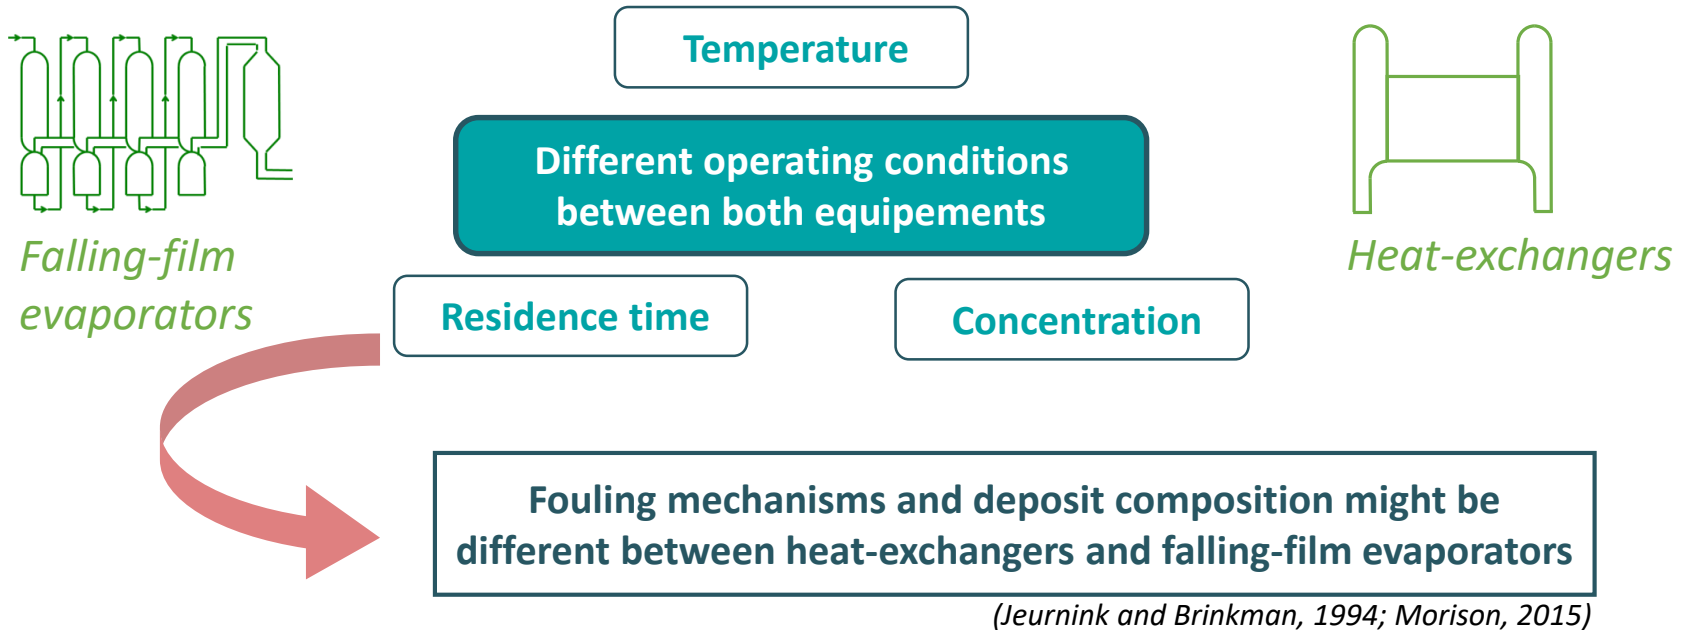 Temperature
Different operating conditions
between both equipements
Falling-film
evaporators
Heat-exchangers
Residence time
Concentration
Fouling mechanisms and deposit composition might be
different between heat-exchangers and falling-film evaporators
(Jeurnink and Brinkman, 1994; Morison, 2015)